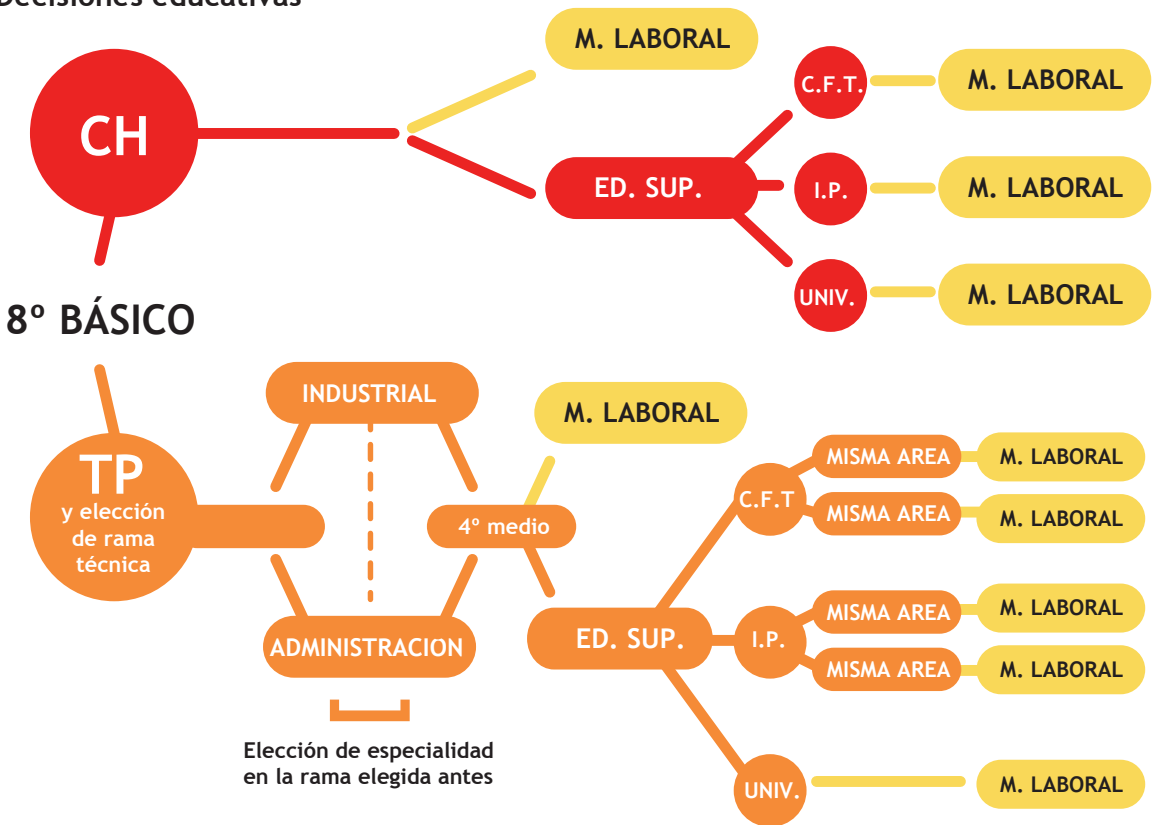 Decisiones educativas
M. LABORAL
CH
C.F.T.
M. LABORAL
ED. SUP.
I.P.
M. LABORAL
UNIV.
M. LABORAL
8º BÁSICO
INDUSTRIAL
M. LABORAL
TP
y elección
de rama
técnica
4º medio
ADMINISTRACION
Elección de especialidad
en la rama elegida antes
ED. SUP.
C.F.T
MISMA AREA
M. LABORAL
MISMA AREA
M. LABORAL
I.P.
MISMA AREA
M. LABORAL
MISMA AREA
M. LABORAL
UNIV.
M. LABORAL